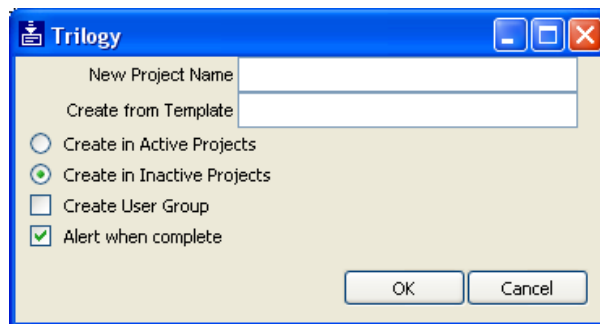 Trilogy
New Project Name
Create from Template
Create in Active Projects
Create in Inactive Projects
Create User Group
Alert when complete
OK Cancel